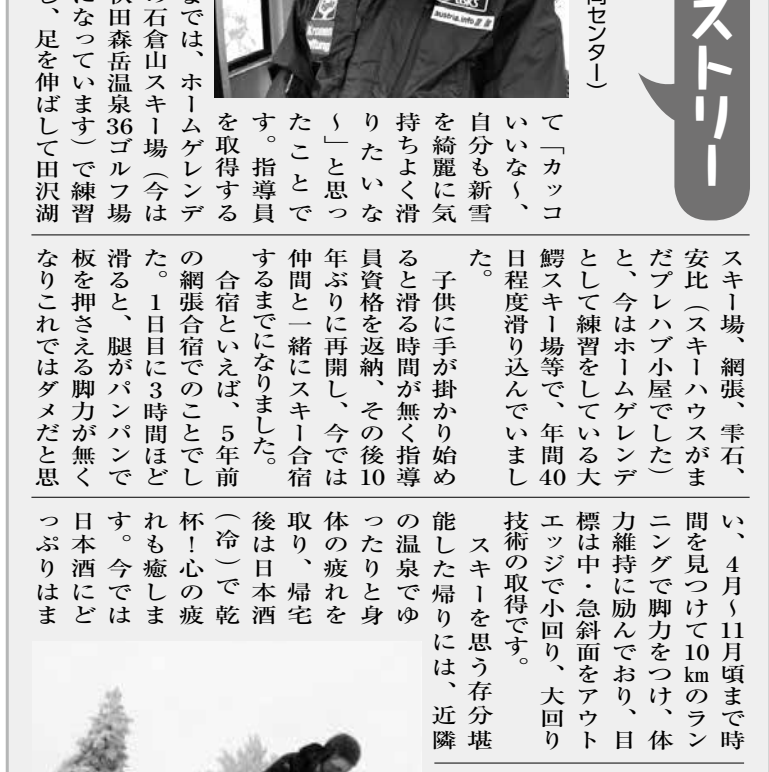 ストリー
間センター）
austria.info
て「カッコ
いいな～、
自分も新雪
を綺麗に気
持ちよく滑
りたいな
～」と思っ
たことで
す。指導員
を取得する
までは、ホームゲレンデ
の石倉山スキー場（今は
秋田森岳温泉36ゴルフ場
になっています）で練習
し、足を伸ばして田沢湖
スキー場、網張、雫石、
安比（スキーハウスがま
だプレハブ小屋でした）
と、今はホームゲレンデ
として練習をしている大
鰐スキー場等で、年間40
日程度滑り込んでいまし
た。
子供に手が掛かり始め
ると滑る時間が無く指導
員資格を返納、その後10
年ぶりに再開し、今では
仲間と一緒にスキー合宿
するまでになりました。
合宿といえば、5年前
の網張合宿でのことでし
た。1日目に3時間ほど
滑ると、腿がパンパンで
板を押さえる脚力が無く
なりこれではダメだと思
い、4月～11月頃まで時
間を見つけて10㎞のラン
ニングで脚力をつけ、体
力維持に励んでおり、目
標は中・急斜面をアウト
エッジで小回り、大回り
技術の取得です。
スキーを思う存分堪
能した帰りには、近隣
の温泉でゆ
ったりと身
体の疲れを
取り、帰宅
後は日本酒
（冷）で乾
杯！心の疲
れも癒しま
す。今では
日本酒にど
っぷりはま